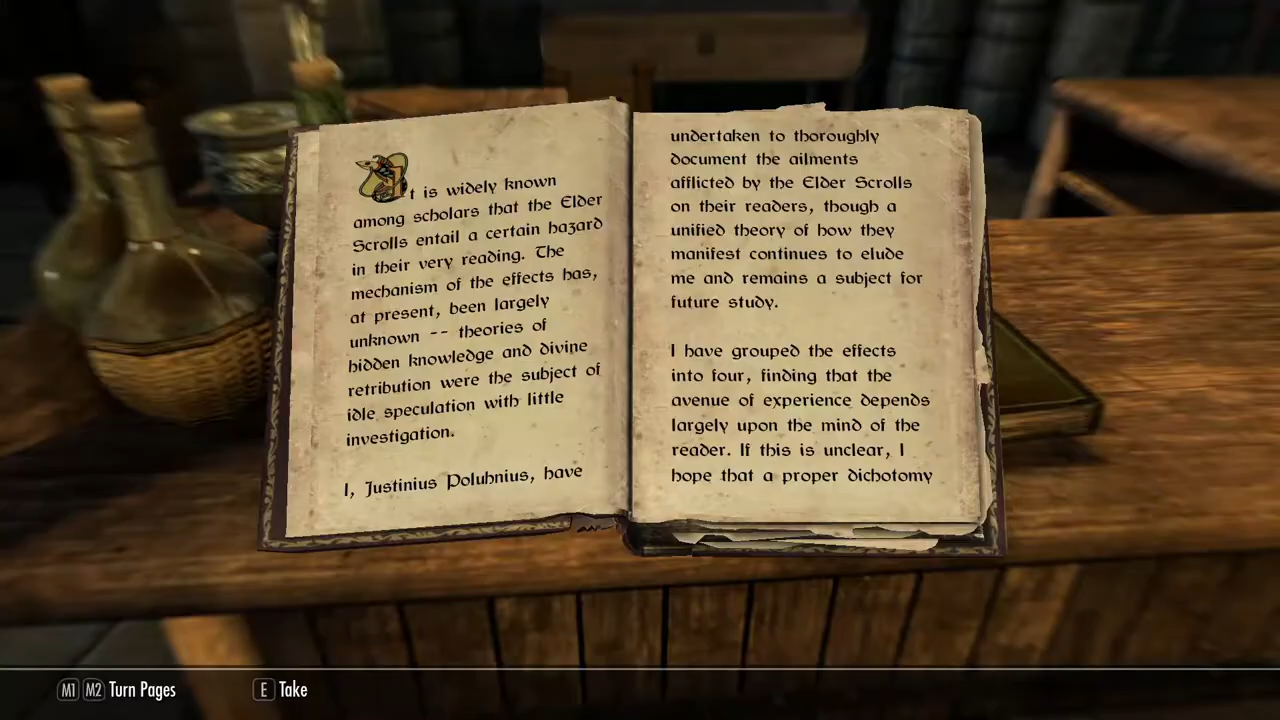 It is widely known
among scholars that the Elder
Scrolls entail a certain hazard
in their very reading. The
mechanism of the effects has,
at present, been largely
unknown -- theories of
hidden knowledge and divine
retribution were the subject of
idle speculation with little
investigation.
I, Justinius Poluhnius, have
undertaken to thoroughly
document the ailments
afflicted by the Elder Scrolls
on their readers, though a
unified theory of how they
manifest continues to elude
me and remains a subject for
future study.
I have grouped the effects
into four, finding that the
avenue of experience depends
largely upon the mind of the
reader. If this is unclear, I
hope that a proper dichotomy
M1 M2 Turn Pages
E Take